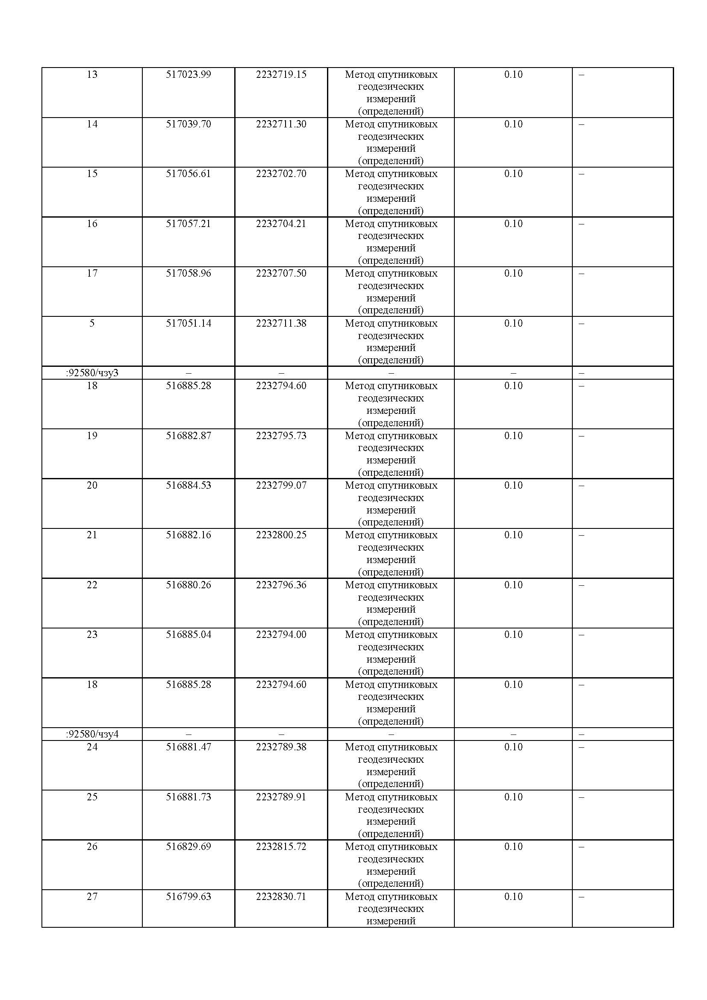 13 517023.99 2232719.15 Метод спутниковых 0.10 –
геодезических
измерений
(определений)
14 517039.70 2232711.30 Метод спутниковых 0.10 –
геодезических
измерений
(определений)
15 517056.61 2232702.70 Метод спутниковых 0.10 –
геодезических
измерений
(определений)
16 517057.21 2232704.21 Метод спутниковых 0.10 –
геодезических
измерений
(определений)
17 517058.96 2232707.50 Метод спутниковых 0.10 –
геодезических
измерений
(определений)
5 517051.14 2232711.38 Метод спутниковых 0.10 –
геодезических
измерений
(определений)
:92580/чзу3 – – – – –
18 516885.28 2232794.60 Метод спутниковых 0.10 –
геодезических
измерений
(определений)
19 516882.87 2232795.73 Метод спутниковых 0.10 –
геодезических
измерений
(определений)
20 516884.53 2232799.07 Метод спутниковых 0.10 –
геодезических
измерений
(определений)
21 516882.16 2232800.25 Метод спутниковых 0.10 –
геодезических
измерений
(определений)
22 516880.26 2232796.36 Метод спутниковых 0.10 –
геодезических
измерений
(определений)
23 516885.04 2232794.00 Метод спутниковых 0.10 –
геодезических
измерений
(определений)
18 516885.28 2232794.60 Метод спутниковых 0.10 –
геодезических
измерений
(определений)
:92580/чзу4 – – – – –
24 516881.47 2232789.38 Метод спутниковых 0.10 –
геодезических
измерений
(определений)
25 516881.73 2232789.91 Метод спутниковых 0.10 –
геодезических
измерений
(определений)
26 516829.69 2232815.72 Метод спутниковых 0.10 –
геодезических
измерений
(определений)
27 516799.63 2232830.71 Метод спутниковых 0.10 –
геодезических
измерений